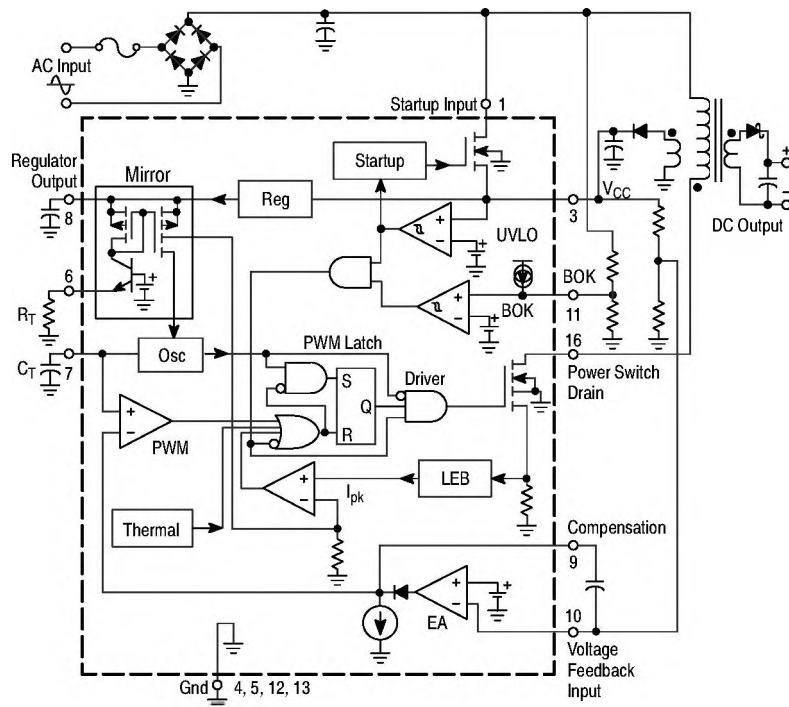 AC Input
Startup Input 1
Regulator
Output
8
Mirror
Startup
Reg
+
−
UVLO
VCC
3
+
−
DC Output
6
+
RT
+
−
BOK
BOK
11
+
+
CT
7
Osc
PWM Latch
S
R
Q
Driver
16
Power Switch
Drain
+
−
PWM
Thermal
+
−
Ipk
LEB
Compensation
9
+
−
EA
+
10
Voltage
Feedback
Input
Gnd
4, 5, 12, 13